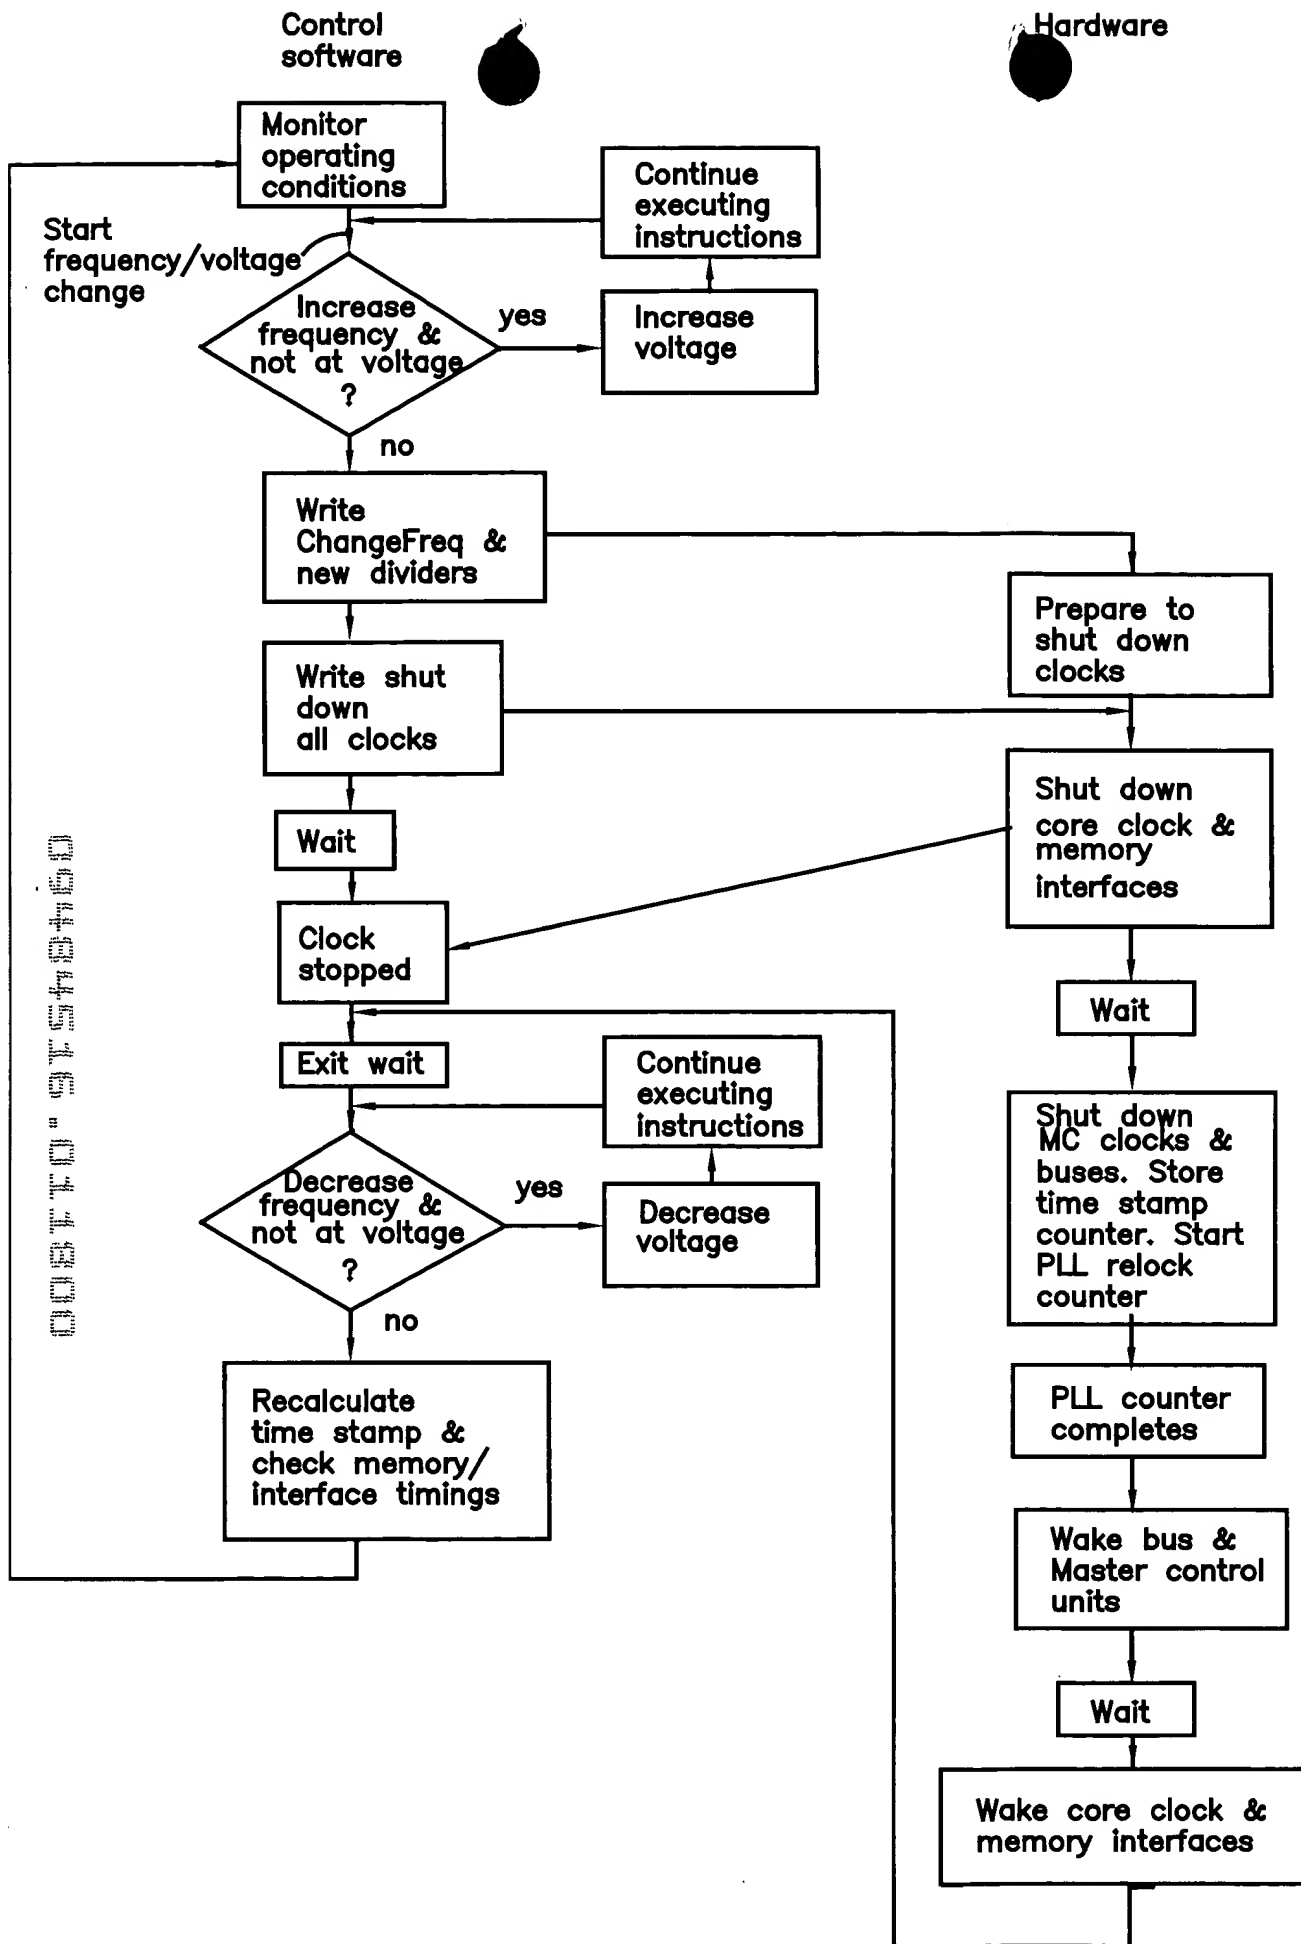 Control
software
Hardware
Monitor
operating
conditions
Continue
executing
instructions
Start
frequency/voltage
change
Increase
frequency &
not at voltage
?
yes
Increase
voltage
no
Write
ChangeFreq &
new dividers
Prepare to
shut down
clocks
Write shut
down
all clocks
Shut down
core clock &
memory
interfaces
Wait
Clock
stopped
Wait
Exit wait
Continue
executing
instructions
Shut down
MC clocks &
buses. Store
time stamp
counter. Start
PLL relock
counter
Decrease
frequency &
not at voltage
?
yes
Decrease
voltage
no
Recalculate
time stamp &
check memory/
interface timings
PLL counter
completes
Wake bus &
Master control
units
Wait
Wake core clock &
memory interfaces
09484516.011800